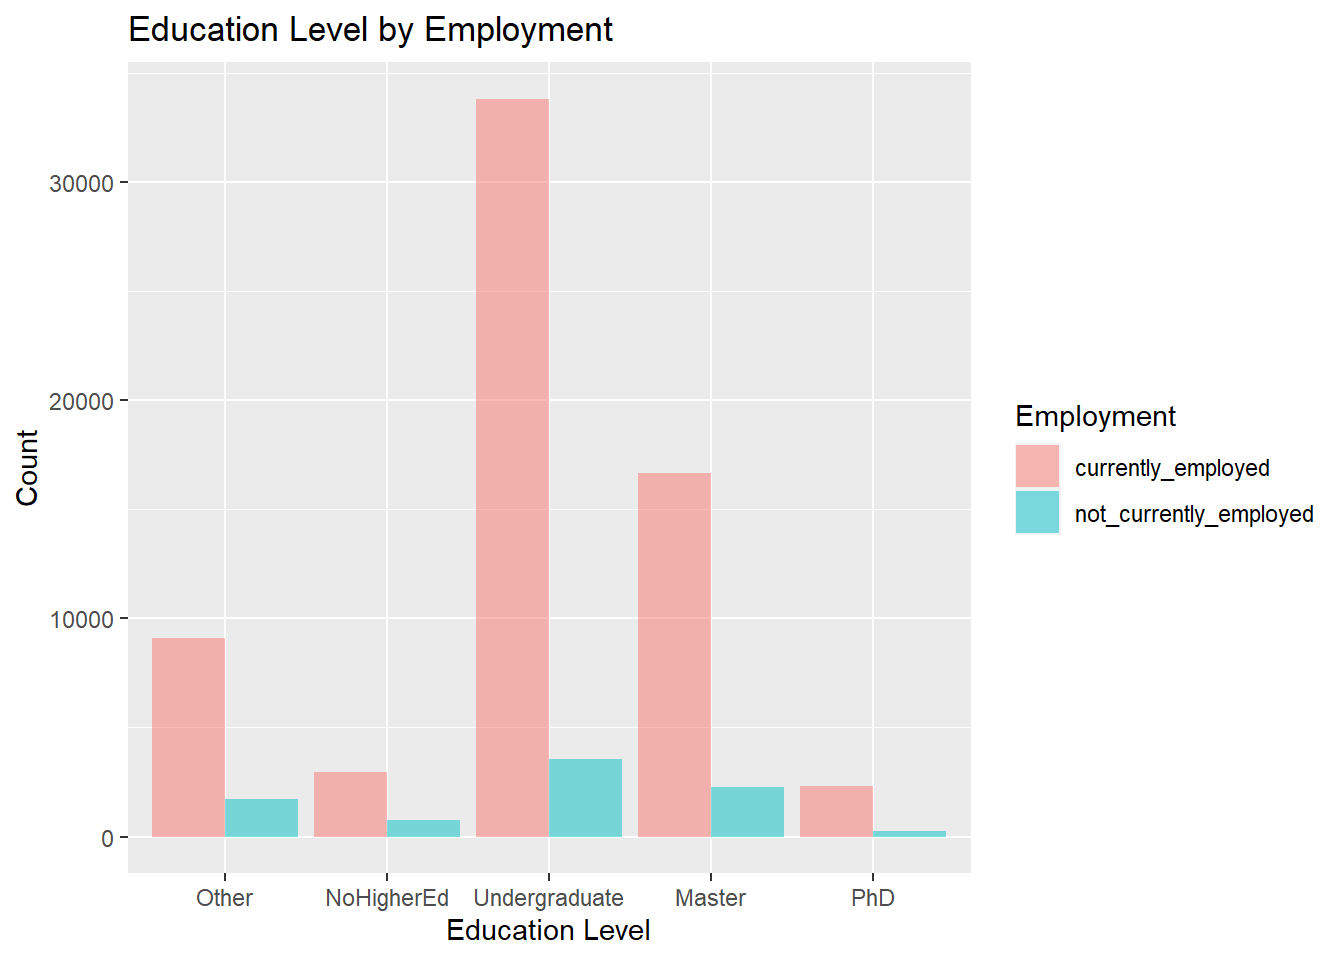 Education Level by Employment
Count
30000
20000
10000
0
Other
NoHigherEd
Undergraduate
Master
PhD
Education Level
Employment
currently_employed
not_currently_employed